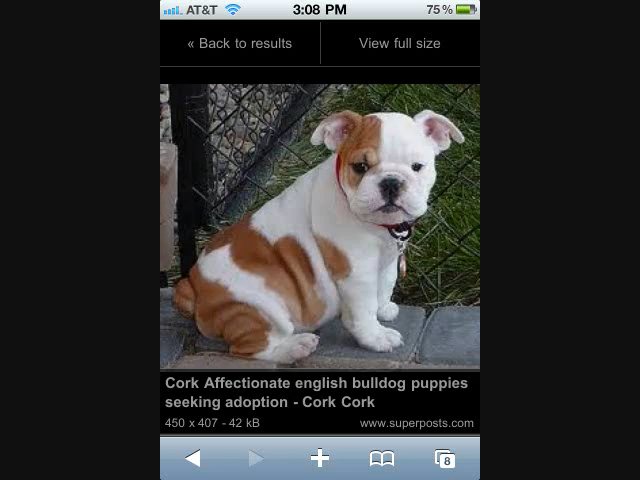 AT&T 3:08 PM 75%
« Back to results View full size
Cork Affectionate english bulldog puppies
seeking adoption - Cork Cork
450 x 407 - 42 kB www.superposts.com
8